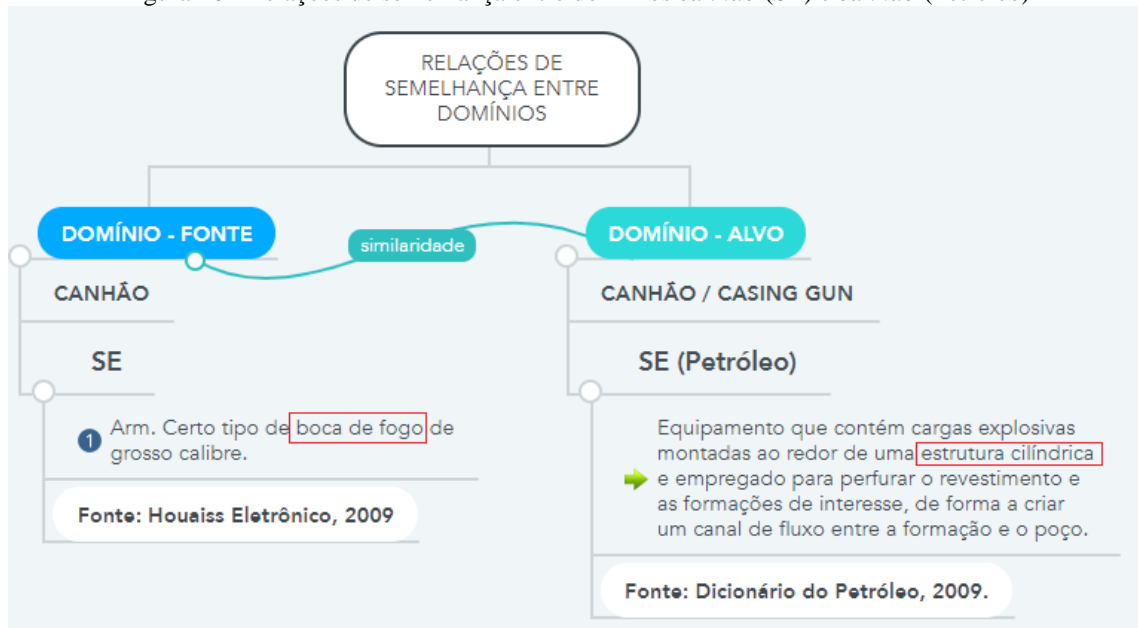 RELAÇÕES DE
SEMELHANÇA ENTRE
DOMÍNIOS
DOMÍNIO - FONTE
similaridade
DOMÍNIO - ALVO
CANHÃO
CANHÃO / CASING GUN
SE
SE (Petróleo)
1 Arm. Certo tipo de boca de fogo de
grosso calibre.
Fonte: Houaiss Eletrônico, 2009
Equipamento que contém cargas explosivas
montadas ao redor de uma estrutura cilíndrica
e empregado para perfurar o revestimento e
as formações de interesse, de forma a criar
um canal de fluxo entre a formação e o poço.
Fonte: Dicionário do Petróleo, 2009.